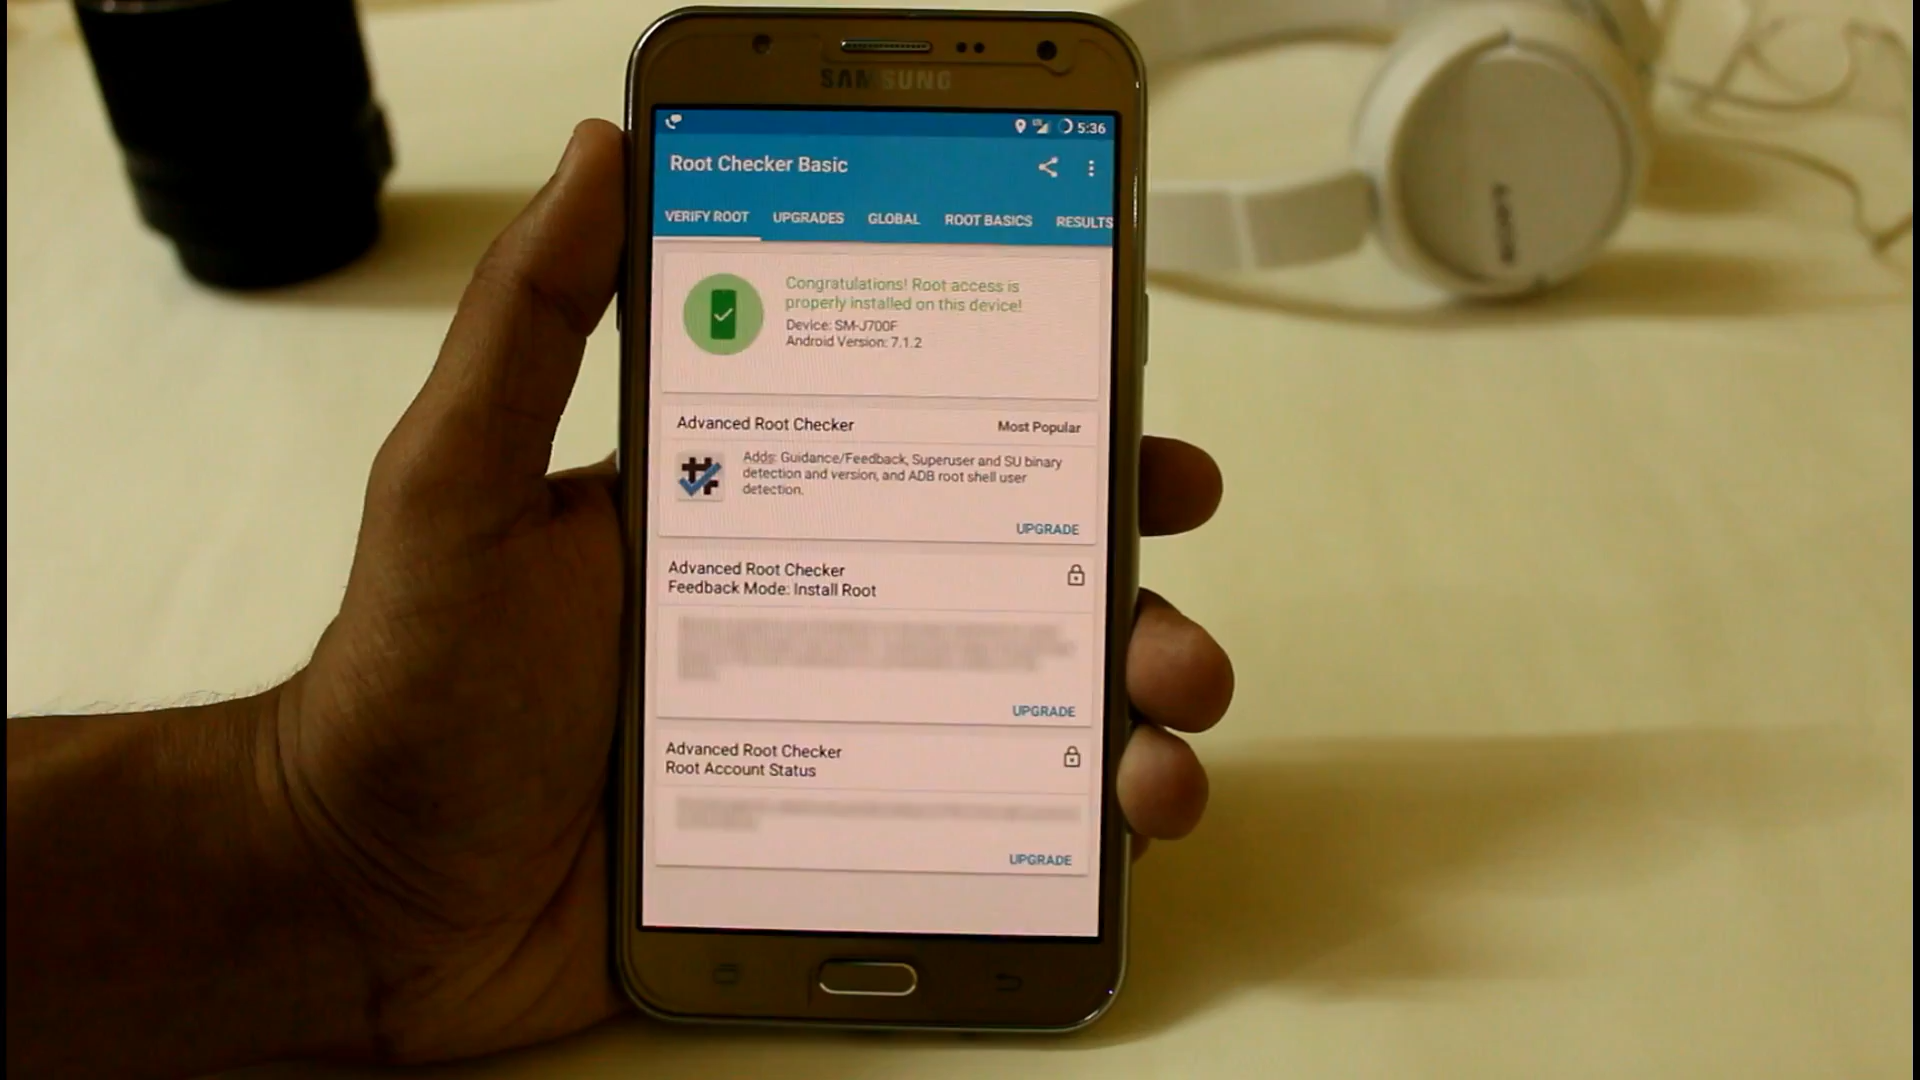 SAMSUNG
5:36
Root Checker Basic
VERIFY ROOT UPGRADES GLOBAL ROOT BASICS RESULTS
Congratulations! Root access is
properly installed on this device!
Device: SM-J700F
Android Version: 7.1.2
Advanced Root Checker Most Popular
Adds: Guidance/Feedback, Superuser and SU binary
detection and version, and ADB root shell user
detection.
UPGRADE
Advanced Root Checker
Feedback Mode: Install Root
UPGRADE
Advanced Root Checker
Root Account Status
UPGRADE
SONY